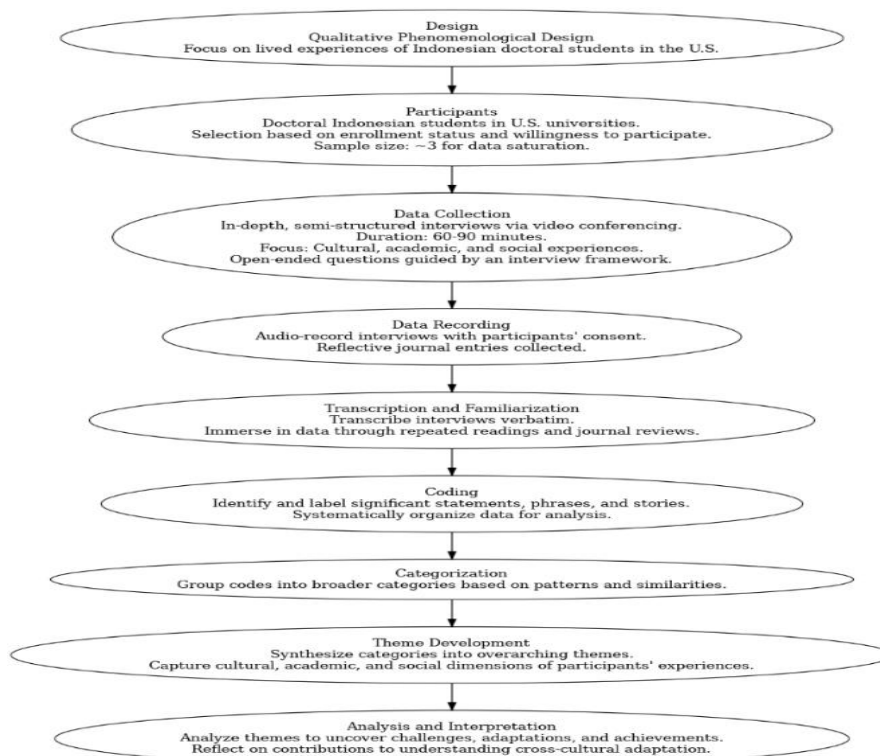 Design
Qualitative Phenomenological Design
Focus on lived experiences of Indonesian doctoral students in the U.S.
Participants
Doctoral Indonesian students in U.S. universities.
Selection based on enrollment status and willingness to participate.
Sample size: ~3 for data saturation.
Data Collection
In-depth, semi-structured interviews via video conferencing.
Duration: 60-90 minutes.
Focus: Cultural, academic, and social experiences.
Open-ended questions guided by an interview framework.
Data Recording
Audio-record interviews with participants' consent.
Reflective journal entries collected.
Transcription and Familiarization
Transcribe interviews verbatim.
Immerse in data through repeated readings and journal reviews.
Coding
Identify and label significant statements, phrases, and stories.
Systematically organize data for analysis.
Categorization
Group codes into broader categories based on patterns and similarities.
Theme Development
Synthesize categories into overarching themes.
Capture cultural, academic, and social dimensions of participants' experiences.
Analysis and Interpretation
Analyze themes to uncover challenges, adaptations, and achievements.
Reflect on contributions to understanding cross-cultural adaptation.